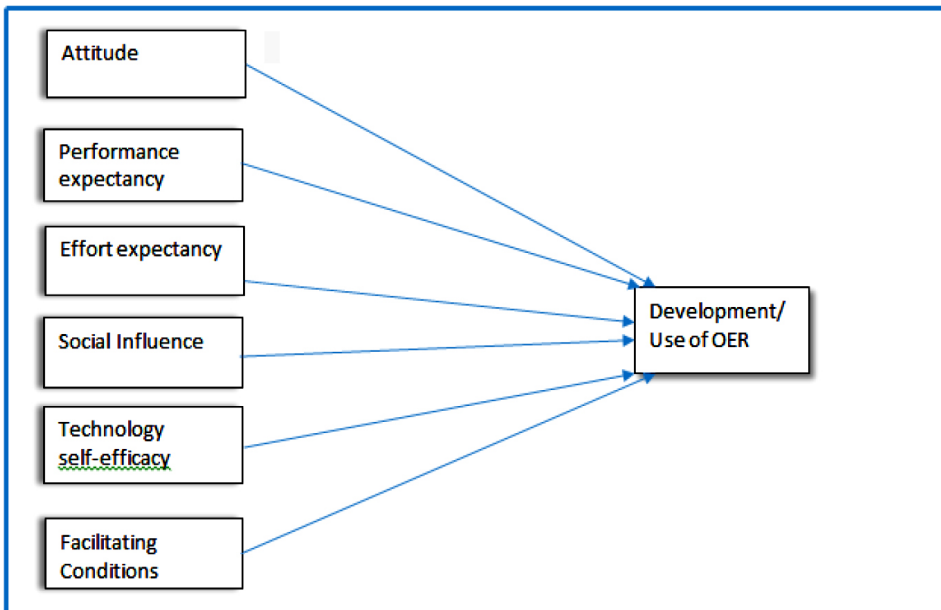 Attitude
Performance
expectancy
Effort expectancy
Social Influence
Technology
self-efficacy
Facilitating
Conditions
Development/
Use of OER